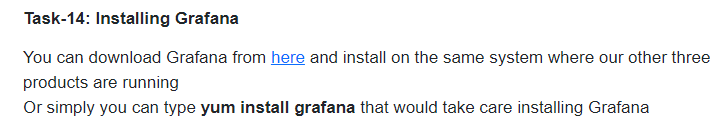 Task-14: Installing Grafana
You can download Grafana from here and install on the same system where our other three
products are running
Or simply you can type yum install grafana that would take care installing Grafana